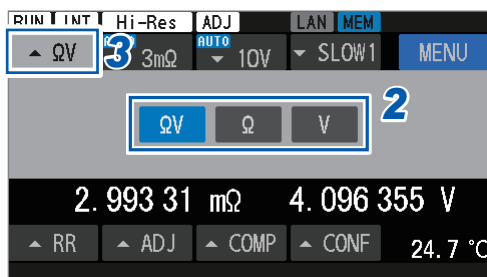 RUN INT Hi-Res ADJ LAN MEM
▲ ΩV 3 AUTO 3mΩ AUTO ▼ 10V ▼ SLOW1 MENU
2
ΩV Ω V
2.993 31 mΩ 4.096 355 V
▲ RR ▲ ADJ ▲ COMP ▲ CONF 24.7 °C